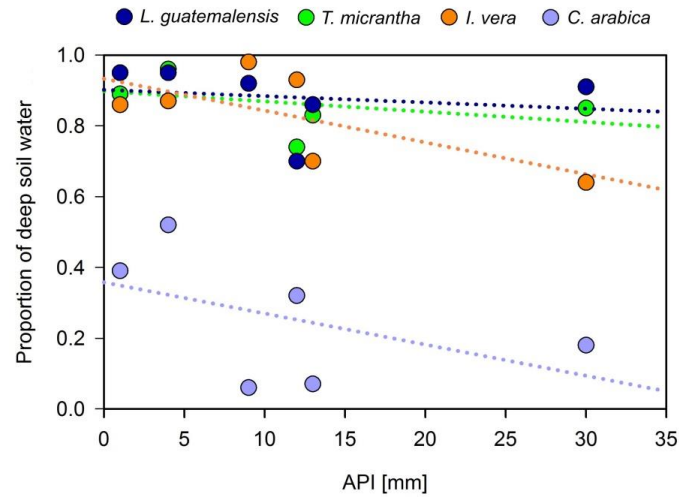 L. guatemalensis T. micrantha I. vera C. arabica
1.0
0.8
0.6
0.4
0.2
0.0
Proportion of deep soil water
0 5 10 15 20 25 30 35
API [mm]